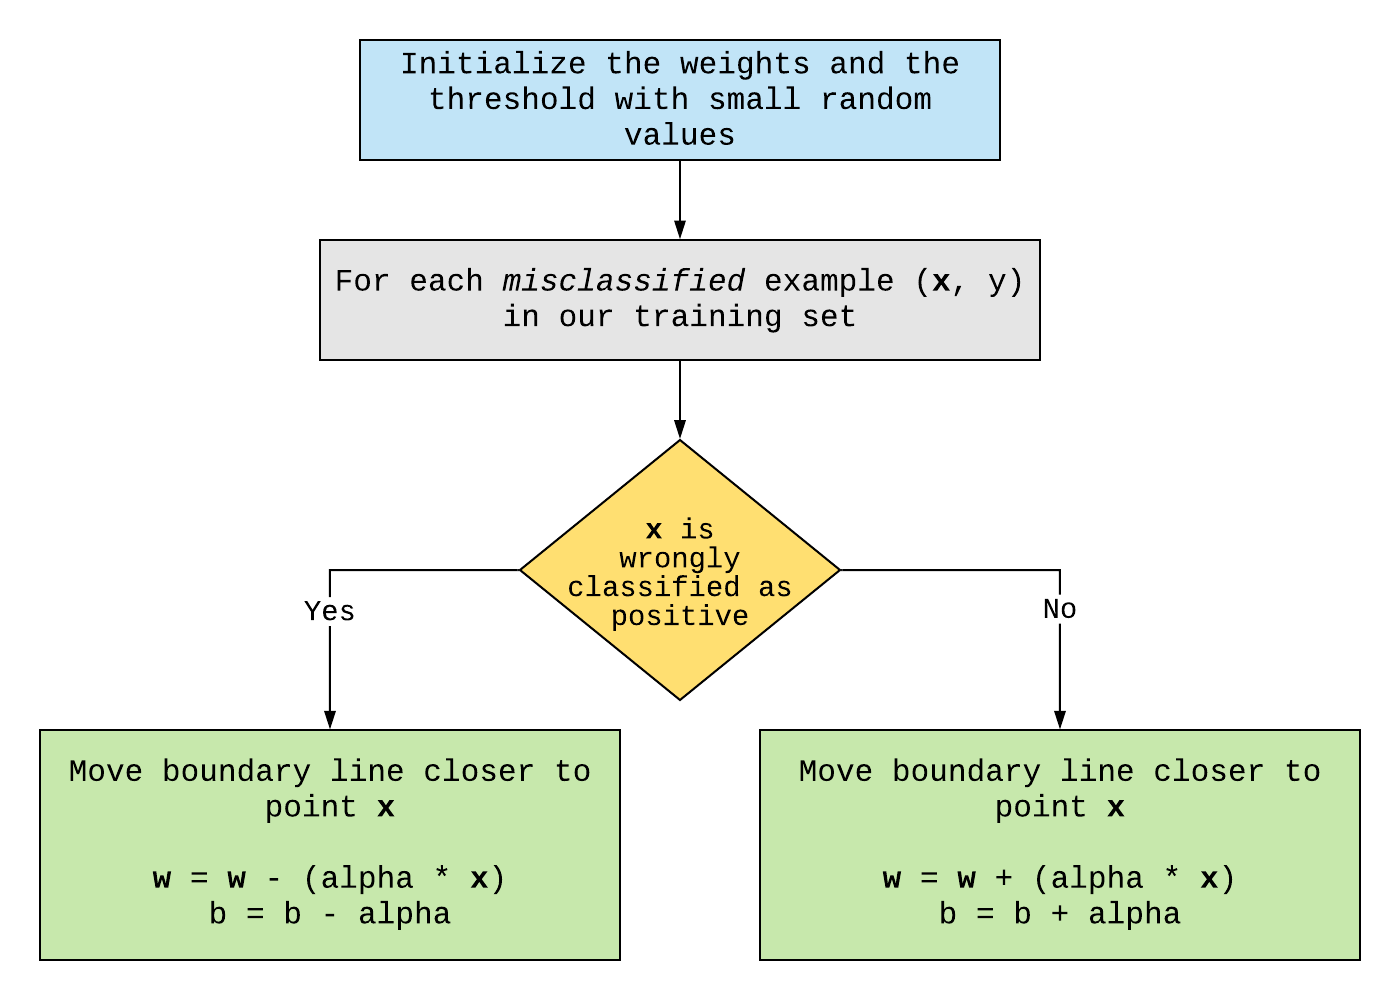 Initialize the weights and the
threshold with small random
values
For each misclassified example (x, y)
in our training set
x is
wrongly
classified as
positive
Yes
No
Move boundary line closer to
point x
w = w - (alpha * x)
b = b - alpha
Move boundary line closer to
point x
w = w + (alpha * x)
b = b + alpha